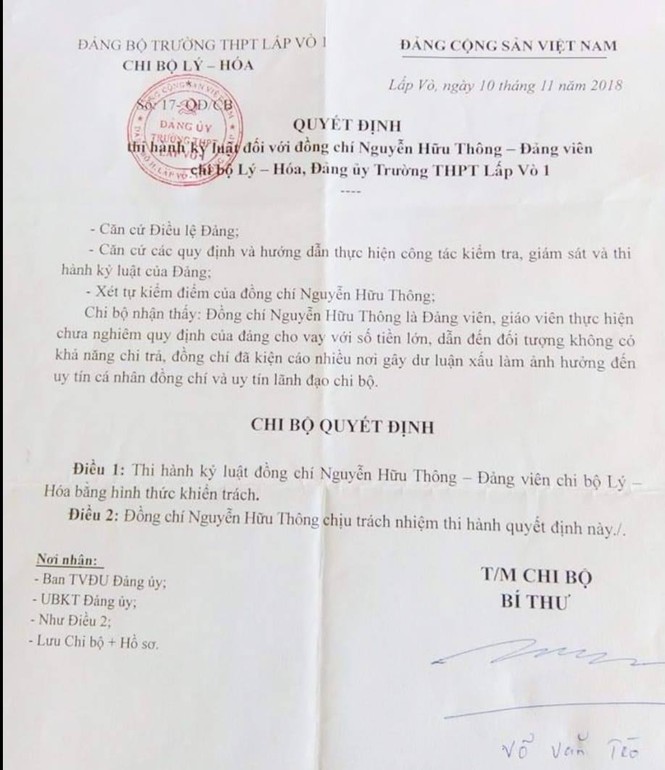 ĐẢNG BỘ TRƯỜNG THPT LẤP VÒ 1
CHI BỘ LÝ – HÓA
Số: 17- QĐ/CB
ĐẢNG CỘNG SẢN VIỆT NAM
Lấp Vò, ngày 10 tháng 11 năm 2018
ĐẢNG ỦY
TRƯỜNG THPT
LẤP VÒ 1
QUYẾT ĐỊNH
thi hành kỷ luật đối với đồng chí Nguyễn Hữu Thông – Đảng viên
chi bộ Lý – Hóa, Đảng ủy Trường THPT Lấp Vò 1
----
- Căn cứ Điều lệ Đảng;
- Căn cứ các quy định và hướng dẫn thực hiện công tác kiểm tra, giám sát và thi
hành kỷ luật của Đảng;
- Xét tự kiểm điểm của đồng chí Nguyễn Hữu Thông;
Chi bộ nhận thấy: Đồng chí Nguyễn Hữu Thông là Đảng viên, giáo viên thực hiện
chưa nghiêm quy định của đảng cho vay với số tiền lớn, dẫn đến đối tượng không có
khả năng chi trả, đồng chí đã kiện cáo nhiều nơi gây dư luận xấu làm ảnh hưởng đến
uy tín cá nhân đồng chí và uy tín lãnh đạo chi bộ.
CHI BỘ QUYẾT ĐỊNH
Điều 1: Thi hành kỷ luật đồng chí Nguyễn Hữu Thông – Đảng viên chi bộ Lý –
Hóa bằng hình thức khiển trách.
Điều 2: Đồng chí Nguyễn Hữu Thông chịu trách nhiệm thi hành quyết định này./.
Nơi nhận:
- Ban TVĐU Đảng ủy;
- UBKT Đảng ủy;
- Như Điều 2;
- Lưu Chi bộ + Hồ sơ.
T/M CHI BỘ
BÍ THƯ
Võ Văn Trò